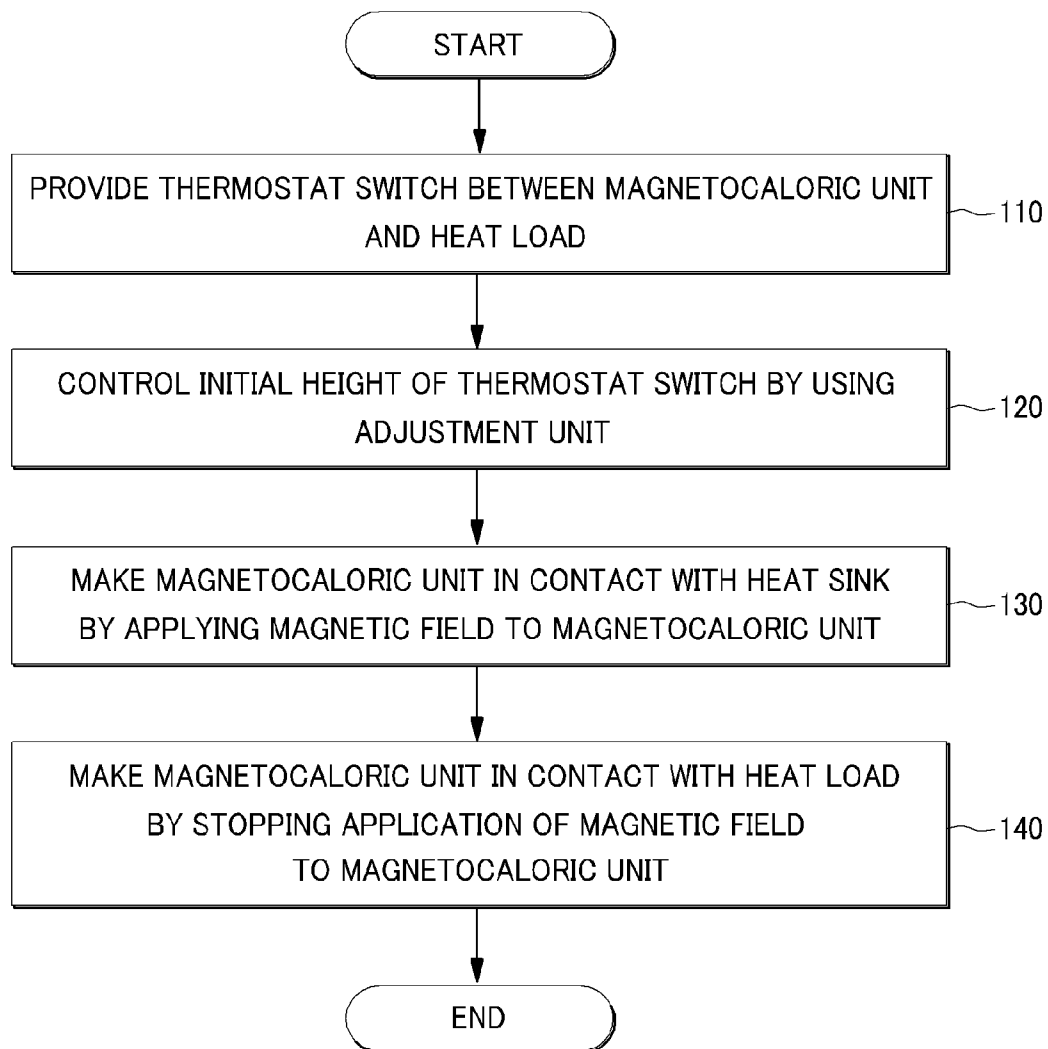 START
PROVIDE THERMOSTAT SWITCH BETWEEN MAGNETOCALORIC UNIT
AND HEAT LOAD
110
CONTROL INITIAL HEIGHT OF THERMOSTAT SWITCH BY USING
ADJUSTMENT UNIT
120
MAKE MAGNETOCALORIC UNIT IN CONTACT WITH HEAT SINK
BY APPLYING MAGNETIC FIELD TO MAGNETOCALORIC UNIT
130
MAKE MAGNETOCALORIC UNIT IN CONTACT WITH HEAT LOAD
BY STOPPING APPLICATION OF MAGNETIC FIELD
TO MAGNETOCALORIC UNIT
140
END